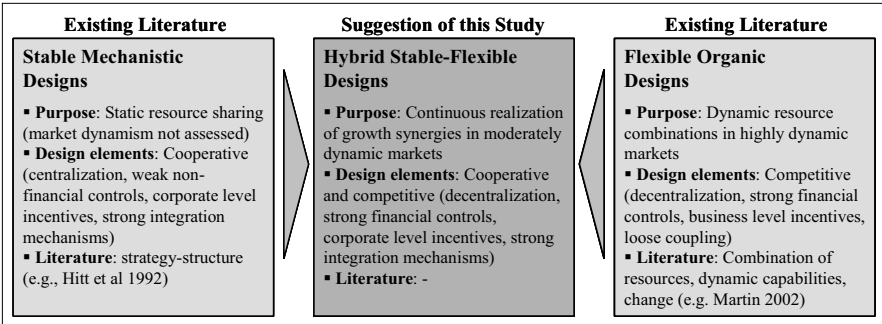 Existing Literature
Stable Mechanistic
Designs
▪ Purpose: Static resource sharing
(market dynamism not assessed)
▪ Design elements: Cooperative
(centralization, weak non-
financial controls, corporate level
incentives, strong integration
mechanisms)
▪ Literature: strategy-structure
(e.g., Hitt et al 1992)
Suggestion of this Study
Hybrid Stable-Flexible
Designs
▪ Purpose: Continuous realization
of growth synergies in moderately
dynamic markets
▪ Design elements: Cooperative
and competitive (decentralization,
strong financial controls,
corporate level incentives, strong
integration mechanisms)
▪ Literature: -
Existing Literature
Flexible Organic
Designs
▪ Purpose: Dynamic resource
combinations in highly dynamic
markets
▪ Design elements: Competitive
(decentralization, strong financial
controls, business level incentives,
loose coupling)
▪ Literature: Combination of
resources, dynamic capabilities,
change (e.g. Martin 2002)